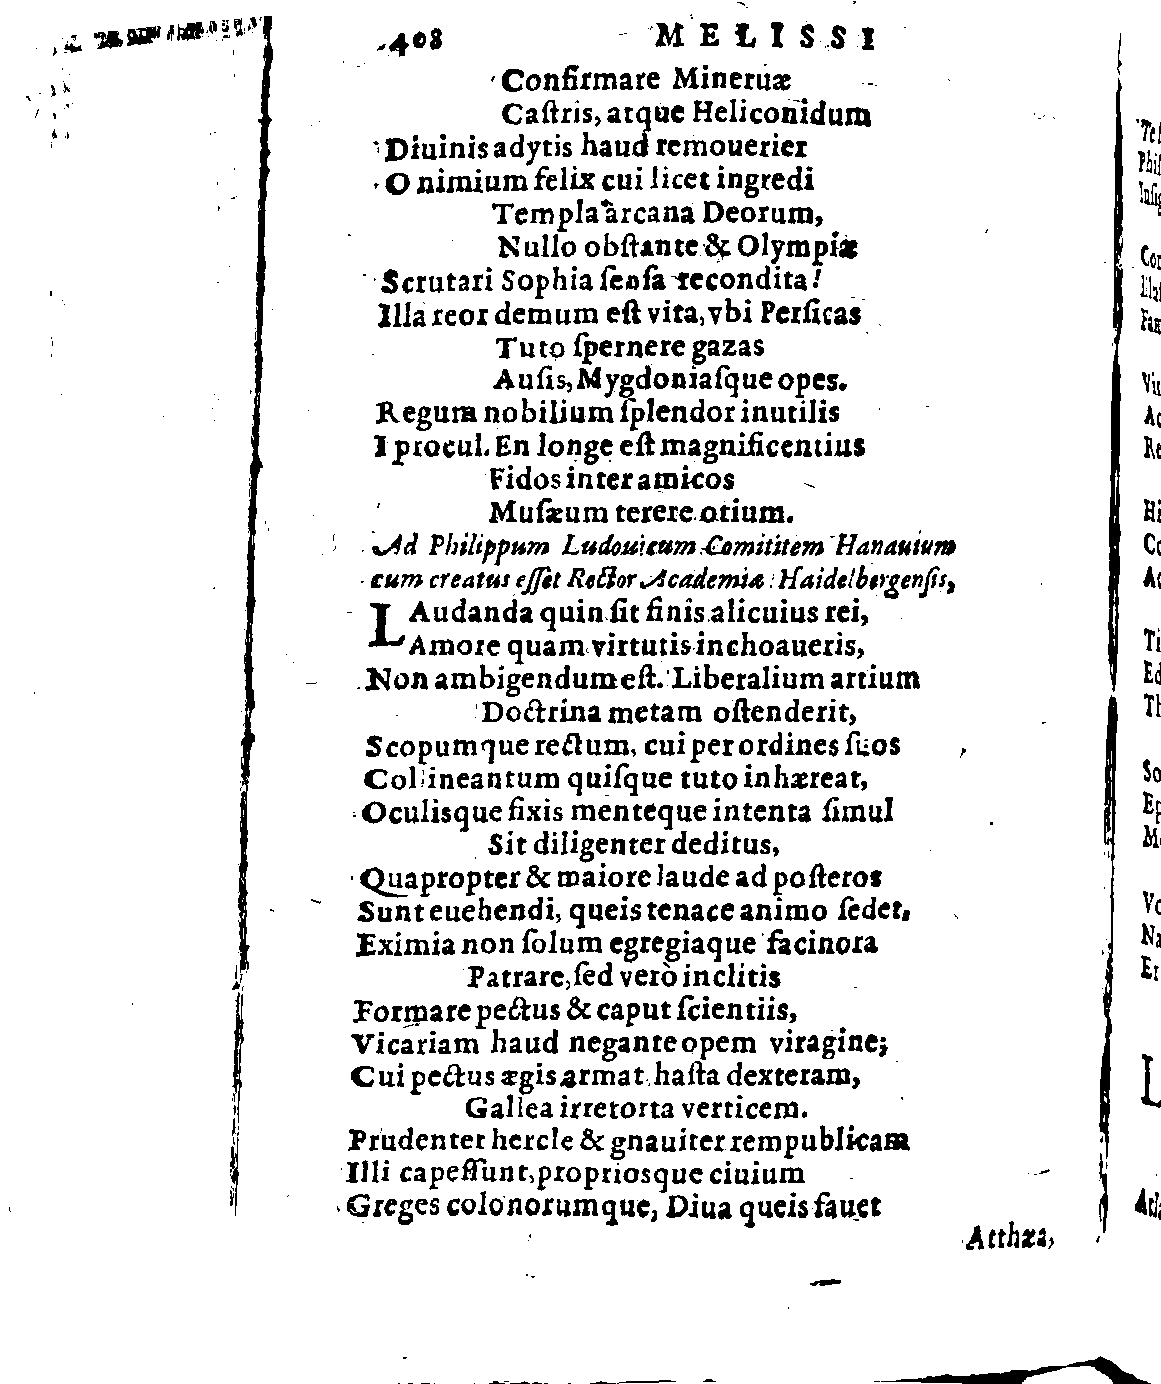 408 MELISSI
Confirmare Mineruæ
Caſtris, atque Heliconidum
Diuinis adytis haud remouerier
O nimium felix cui licet ingredi
Templa arcana Deorum,
Nullo obſtante & Olympiæ
Scrutari Sophia ſenſa recondita!
Illa reor demum eſt vita, vbi Perſicas
Tuto ſpernere gazas
Auſis, Mygdoniaſque opes.
Regum nobilium ſplendor inutilis
I procul. En longe eſt magnificentius
Fidos inter amicos
Muſæum terere otium.
Ad Philippum Ludouicum Comititem Hanauium
cum creatus eſſet Rector Academiæ Haidelbergenſis,
LAudanda quin ſit finis alicuius rei,
Amore quam virtutis inchoaueris,
Non ambigendum eſt. Liberalium artium
Doctrina metam oſtenderit,
Scopumque rectum, cui per ordines ſuos
Collineantum quiſque tuto inhæreat,
Oculisque fixis menteque intenta ſimul
Sit diligenter deditus,
Quapropter & maiore laude ad poſteros
Sunt euehendi, queis tenace animo ſedet,
Eximia non ſolum egregiaque facinora
Patrare, ſed verò inclitis
Formare pectus & caput ſcientiis,
Vicariam haud negante opem viragine;
Cui pectus ægis armat haſta dexteram,
Gallea irretorta verticem.
Prudenter hercle & gnauiter rempublicam
Illi capeſſunt, propriosque ciuium
Greges colonorumque, Diua queis fauet
Atthæa,